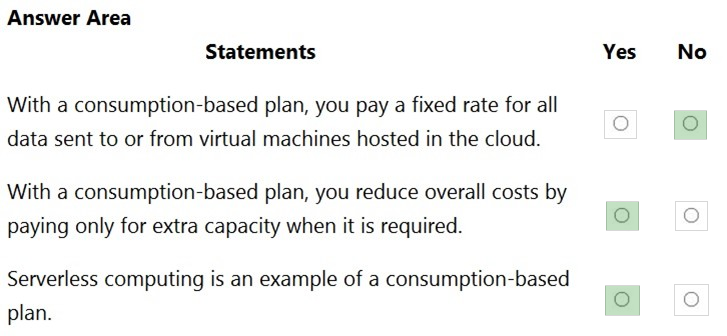 Answer Area
Statements Yes No
With a consumption-based plan, you pay a fixed rate for all
data sent to or from virtual machines hosted in the cloud.
With a consumption-based plan, you reduce overall costs by
paying only for extra capacity when it is required.
Serverless computing is an example of a consumption-based
plan.